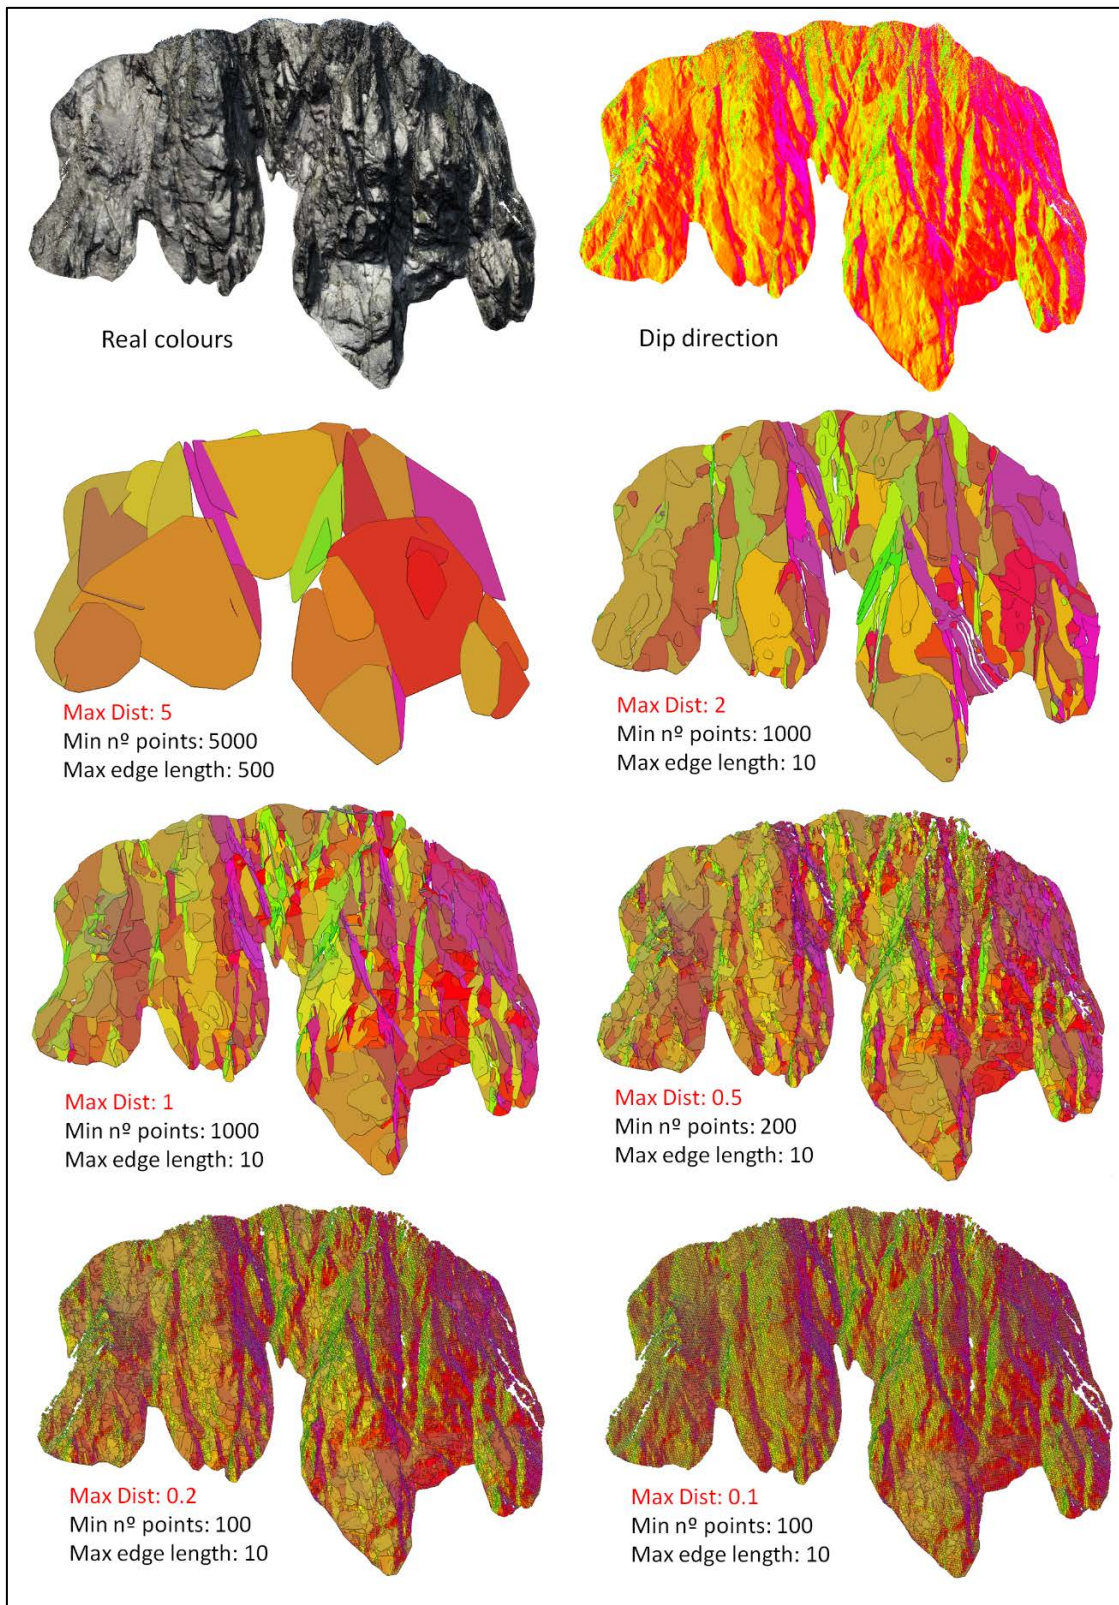 Real colours
Dip direction
Max Dist: 5
Min nº points: 5000
Max edge length: 500
Max Dist: 2
Min nº points: 1000
Max edge length: 10
Max Dist: 1
Min nº points: 1000
Max edge length: 10
Max Dist: 0.5
Min nº points: 200
Max edge length: 10
Max Dist: 0.2
Min nº points: 100
Max edge length: 10
Max Dist: 0.1
Min nº points: 100
Max edge length: 10